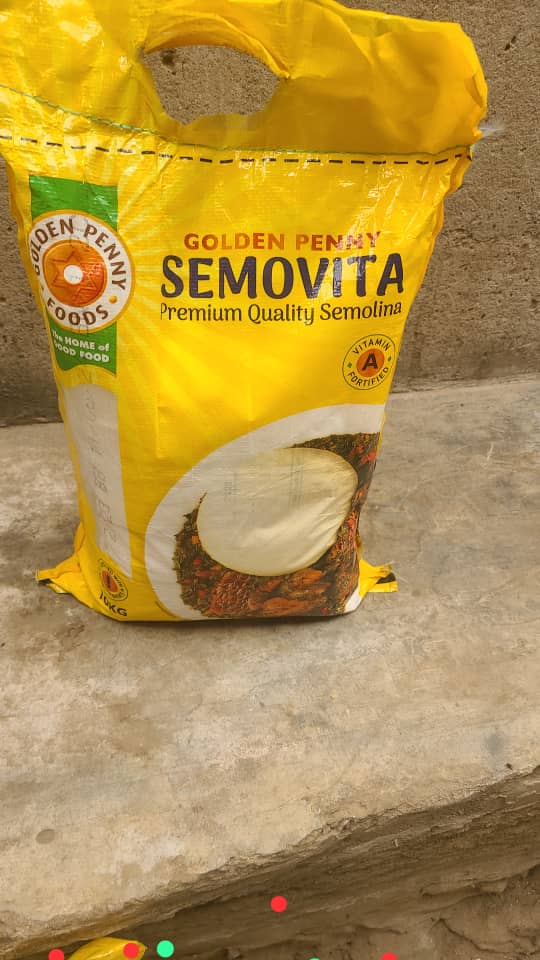 GOLDEN PENNY
FOODS
The HOME of
GOOD FOOD
GOLDEN PENNY
SEMOVITA
Premium Quality Semolina
VITAMIN
A
FORTIFIED
10KG